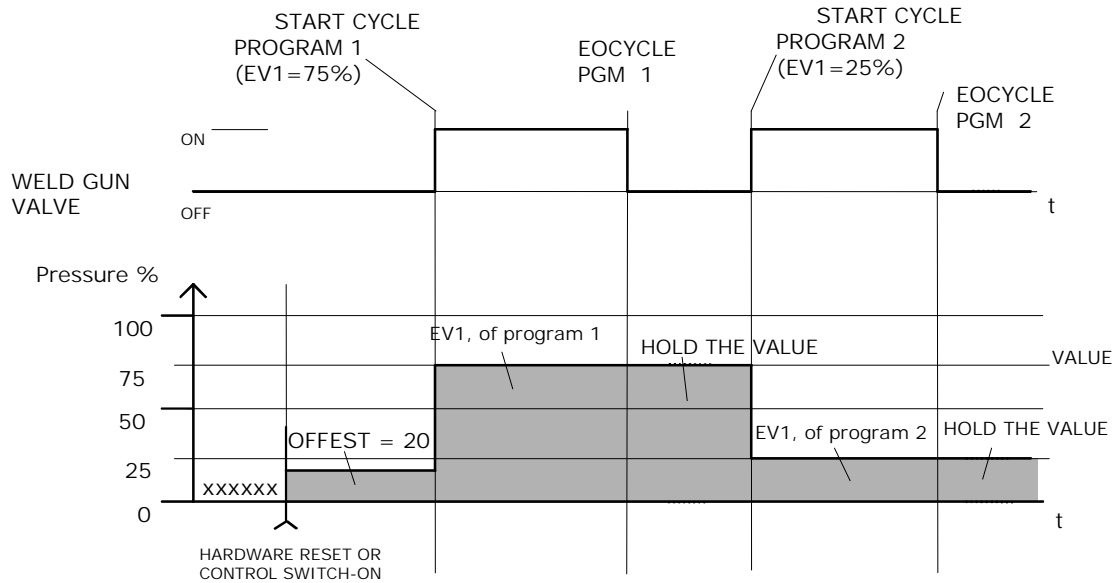 START CYCLE
PROGRAM 1
(EV1=75%)
EOCYCLE
PGM 1
START CYCLE
PROGRAM 2
(EV1=25%)
EOCYCLE
PGM 2
ON
WELD GUN
VALVE
OFF
t
Pressure %
100
EV1, of program 1
HOLD THE VALUE
VALUE
75
50
OFFEST = 20
EV1, of program 2
HOLD THE VALUE
25
xxxxxx
0
t
HARDWARE RESET OR
CONTROL SWITCH-ON